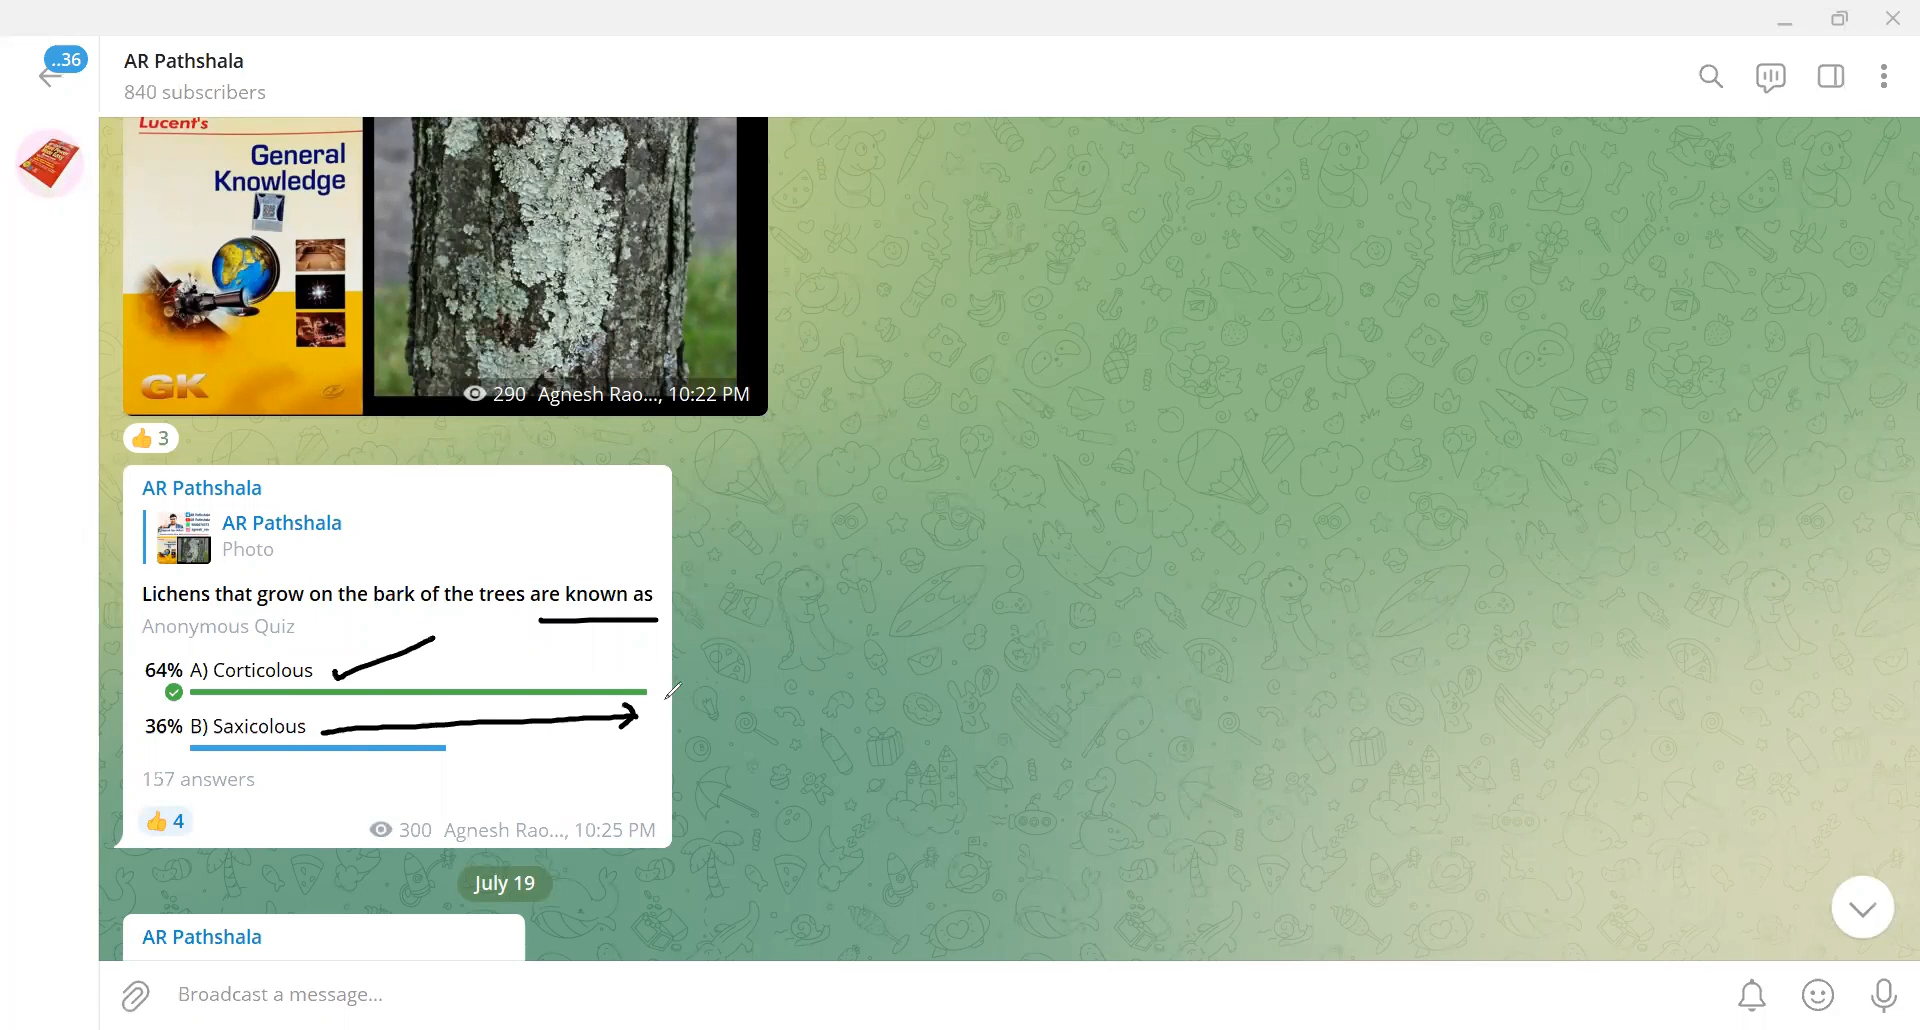 ..36
AR Pathshala
840 subscribers
Lucent's
General
Knowledge
GK
290 Agnesh Rao..., 10:22 PM
3
AR Pathshala
AR Pathshala
Photo
Lichens that grow on the bark of the trees are known as
Anonymous Quiz
64% A) Corticolous
36% B) Saxicolous
157 answers
4
300 Agnesh Rao..., 10:25 PM
July 19
AR Pathshala
Broadcast a message...